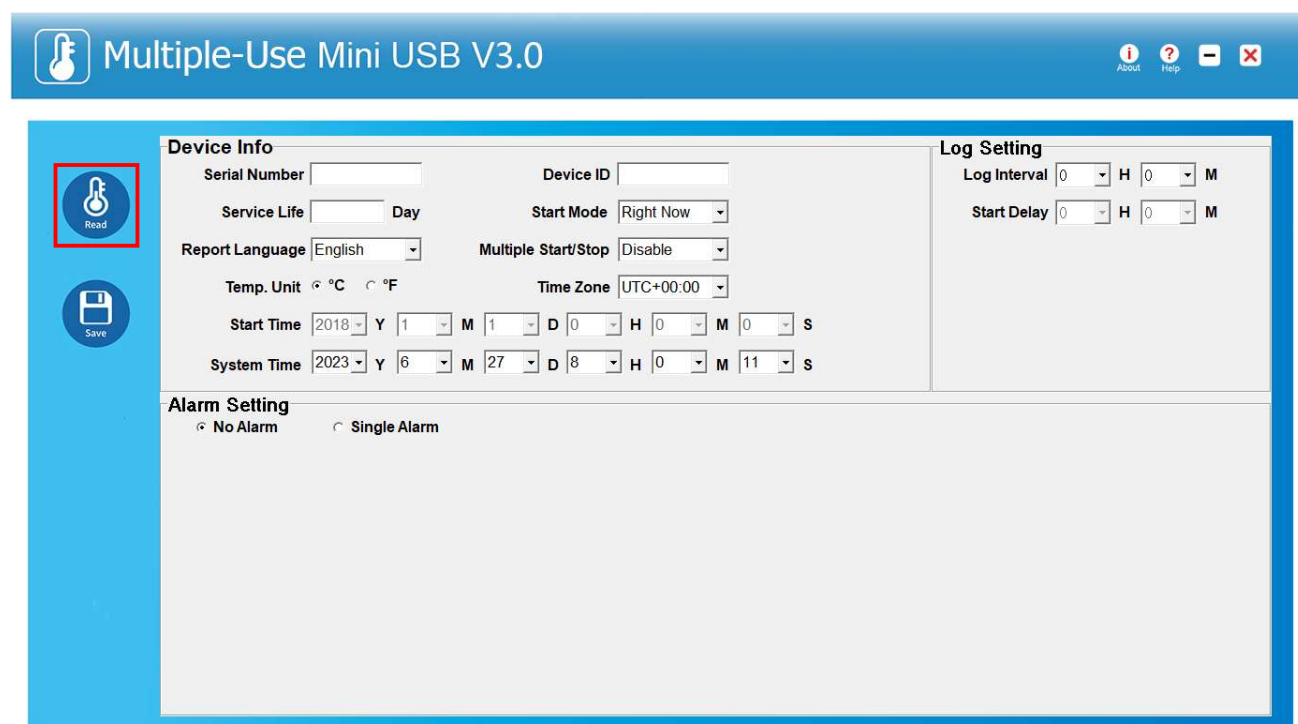 Multiple-Use Mini USB V3.0
About
Help
Read
Save
Device Info
Serial Number Device ID
Service Life Day Start Mode Right Now
Report Language English Multiple Start/Stop Disable
Temp. Unit °C °F Time Zone UTC+00:00
Start Time 2018 Y 1 M 1 D 0 H 0 M 0 S
System Time 2023 Y 6 M 27 D 8 H 0 M 11 S
Log Setting
Log Interval 0 H 0 M
Start Delay 0 H 0 M
Alarm Setting
No Alarm Single Alarm